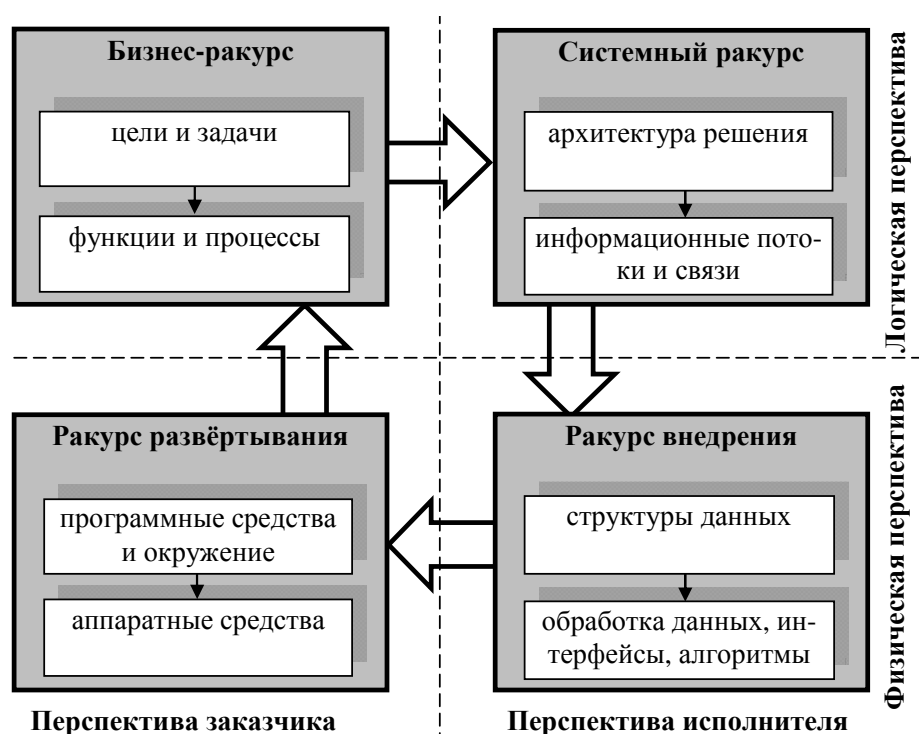 Бизнес-ракурс
цели и задачи
функции и процессы
Системный ракурс
архитектура решения
информационные пото-
ки и связи
Логическая перспектива
Ракурс развёртывания
программные средства
и окружение
аппаратные средства
Ракурс внедрения
структуры данных
обработка данных, ин-
терфейсы, алгоритмы
Физическая перспектива
Перспектива заказчика
Перспектива исполнителя